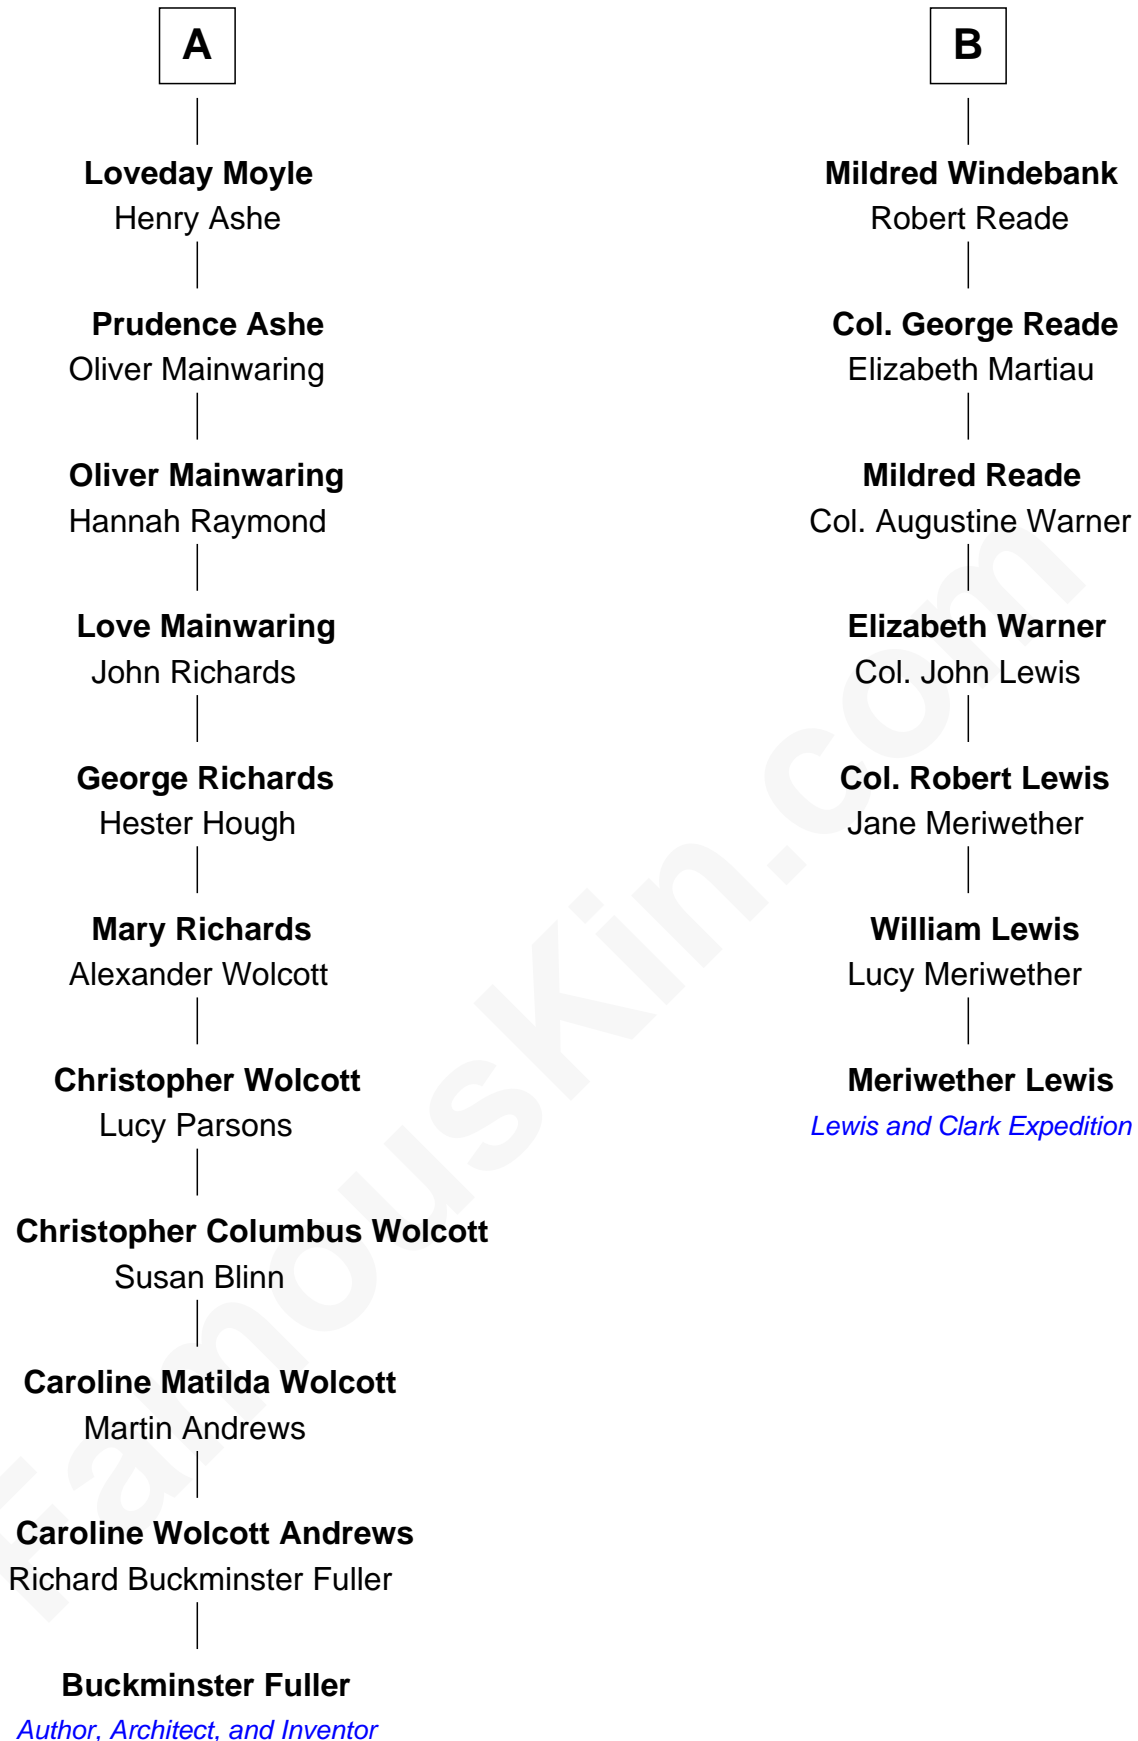 A
Loveday Moyle
Henry Ashe
Prudence Ashe
Oliver Mainwaring
Oliver Mainwaring
Hannah Raymond
Love Mainwaring
John Richards
George Richards
Hester Hough
Mary Richards
Alexander Wolcott
Christopher Wolcott
Lucy Parsons
Christopher Columbus Wolcott
Susan Blinn
Caroline Matilda Wolcott
Martin Andrews
Caroline Wolcott Andrews
Richard Buckminster Fuller
Buckminster Fuller
Author, Architect, and Inventor
B
Mildred Windebank
Robert Reade
Col. George Reade
Elizabeth Martiau
Mildred Reade
Col. Augustine Warner
Elizabeth Warner
Col. John Lewis
Col. Robert Lewis
Jane Meriwether
William Lewis
Lucy Meriwether
Meriwether Lewis
Lewis and Clark Expedition
FamousKin.com